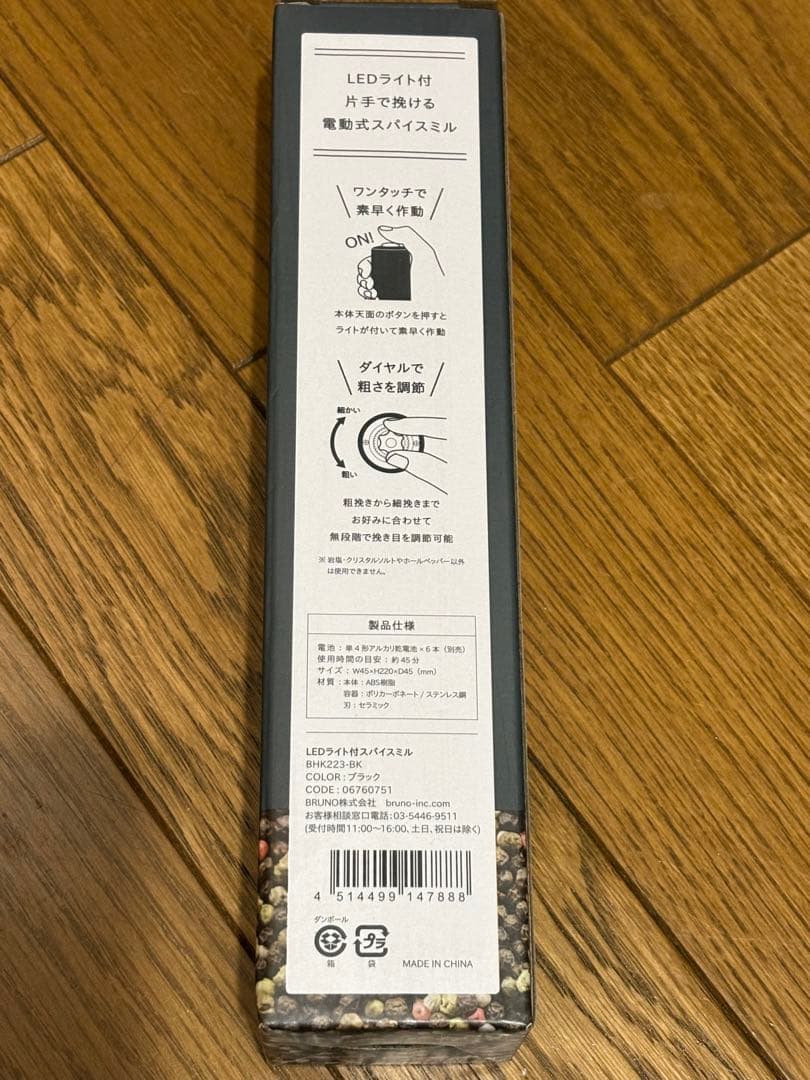 LEDライト付
片手で挽ける
電動式スパイスミル
ワンタッチで
素早く作動
ON!
本体天面のボタンを押すと
ライトが付いて素早く作動
ダイヤルで
粗さを調節
細かい
粗い
粗挽きから細挽きまで
お好みに合わせて
無段階で挽き目を調節可能
※岩塩・クリスタルソルトやホールペッパー以外
は使用できません。
製品仕様
電池：単4形アルカリ乾電池×6本（別売）
使用時間の目安：約45分
サイズ：W45×H220×D45（mm）
材質：本体：ABS樹脂
容器：ポリカーボネート/ステンレス鋼
刃：セラミック
LEDライト付スパイスミル
BHK223-BK
COLOR：ブラック
CODE：06760751
BRUNO株式会社 bruno-inc.com
お客様相談窓口電話：03-5446-9511
(受付時間11:00〜16:00、土日、祝日は除く)
4 514499 147888
ダンボール
プラ
箱 袋 MADE IN CHINA